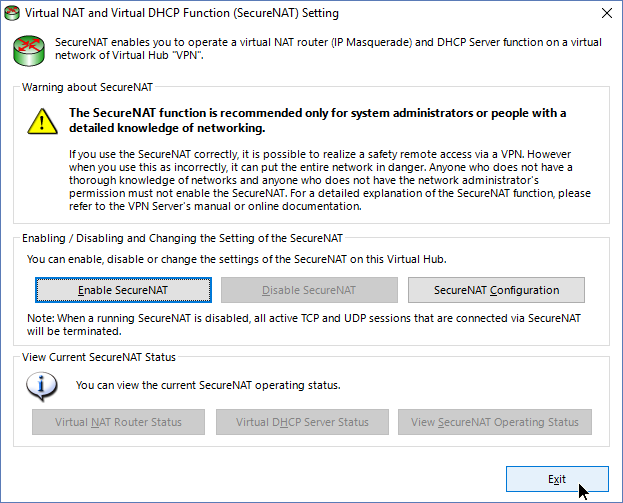 Virtual NAT and Virtual DHCP Function (SecureNAT) Setting
SecureNAT enables you to operate a virtual NAT router (IP Masquerade) and DHCP Server function on a virtual
network of Virtual Hub "VPN".
Warning about SecureNAT
The SecureNAT function is recommended only for system administrators or people with a
detailed knowledge of networking.
If you use the SecureNAT correctly, it is possible to realize a safety remote access via a VPN. However
when you use this as incorrectly, it can put the entire network in danger. Anyone who does not have a
thorough knowledge of networks and anyone who does not have the network administrator's
permission must not enable the SecureNAT. For a detailed explanation of the SecureNAT function, please
refer to the VPN Server's manual or online documentation.
Enabling / Disabling and Changing the Setting of the SecureNAT
You can enable, disable or change the settings of the SecureNAT on this Virtual Hub.
Enable SecureNAT
Disable SecureNAT
SecureNAT Configuration
Note: When a running SecureNAT is disabled, all active TCP and UDP sessions that are connected via SecureNAT
will be terminated.
View Current SecureNAT Status
You can view the current SecureNAT operating status.
Virtual NAT Router Status
Virtual DHCP Server Status
View SecureNAT Operating Status
Exit